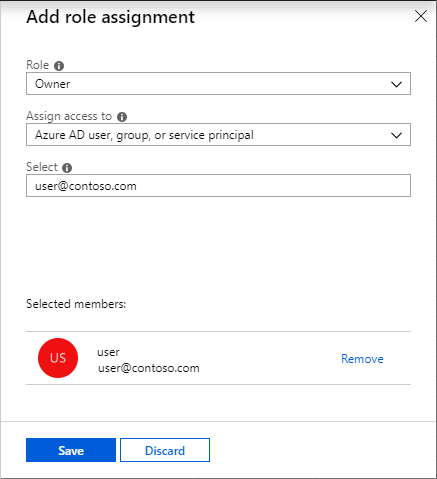 Add role assignment
Role
Owner
Assign access to
Azure AD user, group, or service principal
Select
user@contoso.com
Selected members:
US
user
user@contoso.com
Remove
Save
Discard